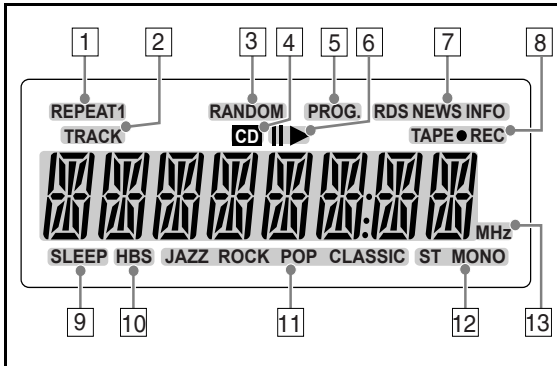 1 2 3 4 5 6 7 8
REPEAT1 RANDOM PROG. RDS NEWS INFO
TRACK CD TAPE ● REC
MHz
SLEEP HBS JAZZ ROCK POP CLASSIC ST MONO
9 10 11 12 13